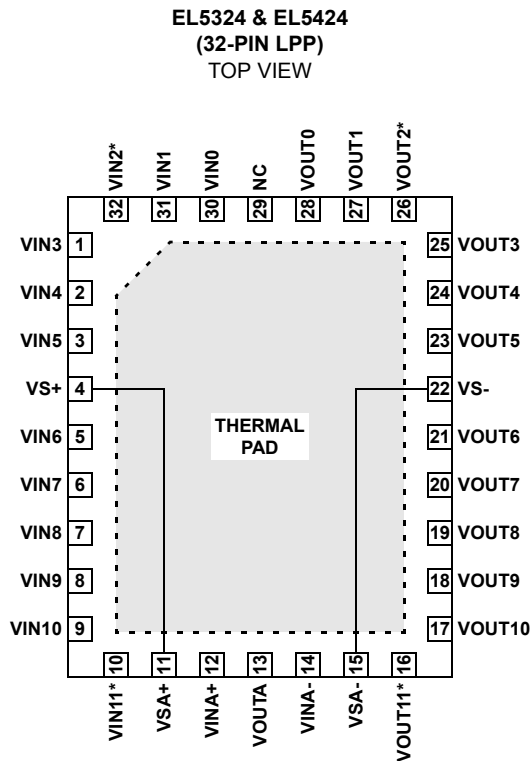 EL5324 & EL5424
(32-PIN LPP)
TOP VIEW
VIN2*
VIN1
VIN0
NC
VOUT0
VOUT1
VOUT2*
32
31
30
29
28
27
26
VIN3 1
25 VOUT3
VIN4 2
24 VOUT4
VIN5 3
23 VOUT5
VS+ 4
22 VS-
VIN6 5
21 VOUT6
THERMAL
PAD
VIN7 6
20 VOUT7
VIN8 7
19 VOUT8
VIN9 8
18 VOUT9
VIN10 9
17 VOUT10
VIN11* 10
VSA+ 11
VINA+ 12
VOUTA 13
VINA- 14
VSA- 15
VOUT11* 16